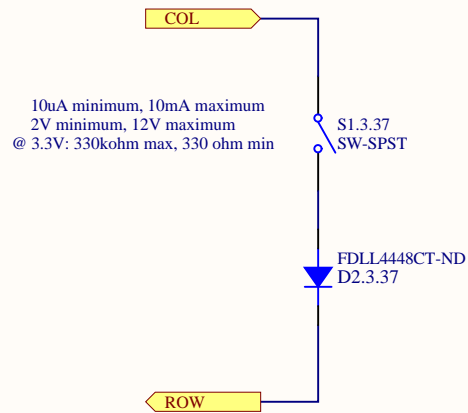 COL
10uA minimum, 10mA maximum
2V minimum, 12V maximum
@ 3.3V: 330kohm max, 330 ohm min
S1.3.37
SW-SPST
FDLL4448CT-ND
D2.3.37
ROW